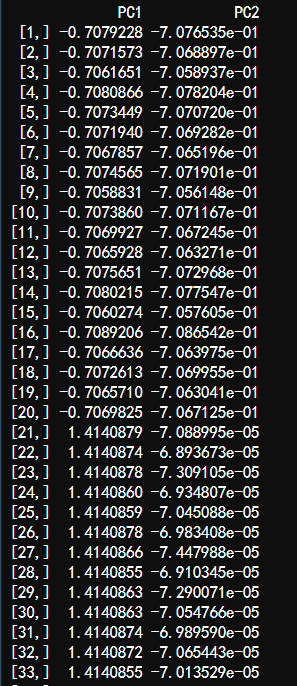 PC1 PC2
[1,] -0.7079228 -7.076535e-01
[2,] -0.7071573 -7.068897e-01
[3,] -0.7061651 -7.058937e-01
[4,] -0.7080866 -7.078204e-01
[5,] -0.7073449 -7.070720e-01
[6,] -0.7071940 -7.069282e-01
[7,] -0.7067857 -7.065196e-01
[8,] -0.7074565 -7.071901e-01
[9,] -0.7058831 -7.056148e-01
[10,] -0.7073860 -7.071167e-01
[11,] -0.7069927 -7.067245e-01
[12,] -0.7065928 -7.063271e-01
[13,] -0.7075651 -7.072968e-01
[14,] -0.7080215 -7.077547e-01
[15,] -0.7060274 -7.057605e-01
[16,] -0.7089206 -7.086542e-01
[17,] -0.7066636 -7.063975e-01
[18,] -0.7072613 -7.069955e-01
[19,] -0.7065710 -7.063041e-01
[20,] -0.7069825 -7.067125e-01
[21,] 1.4140879 -7.088995e-05
[22,] 1.4140874 -6.893673e-05
[23,] 1.4140878 -7.309105e-05
[24,] 1.4140860 -6.934807e-05
[25,] 1.4140859 -7.045088e-05
[26,] 1.4140878 -6.983408e-05
[27,] 1.4140866 -7.447988e-05
[28,] 1.4140855 -6.910345e-05
[29,] 1.4140863 -7.290071e-05
[30,] 1.4140863 -7.054766e-05
[31,] 1.4140874 -6.989590e-05
[32,] 1.4140872 -7.065443e-05
[33,] 1.4140855 -7.013529e-05